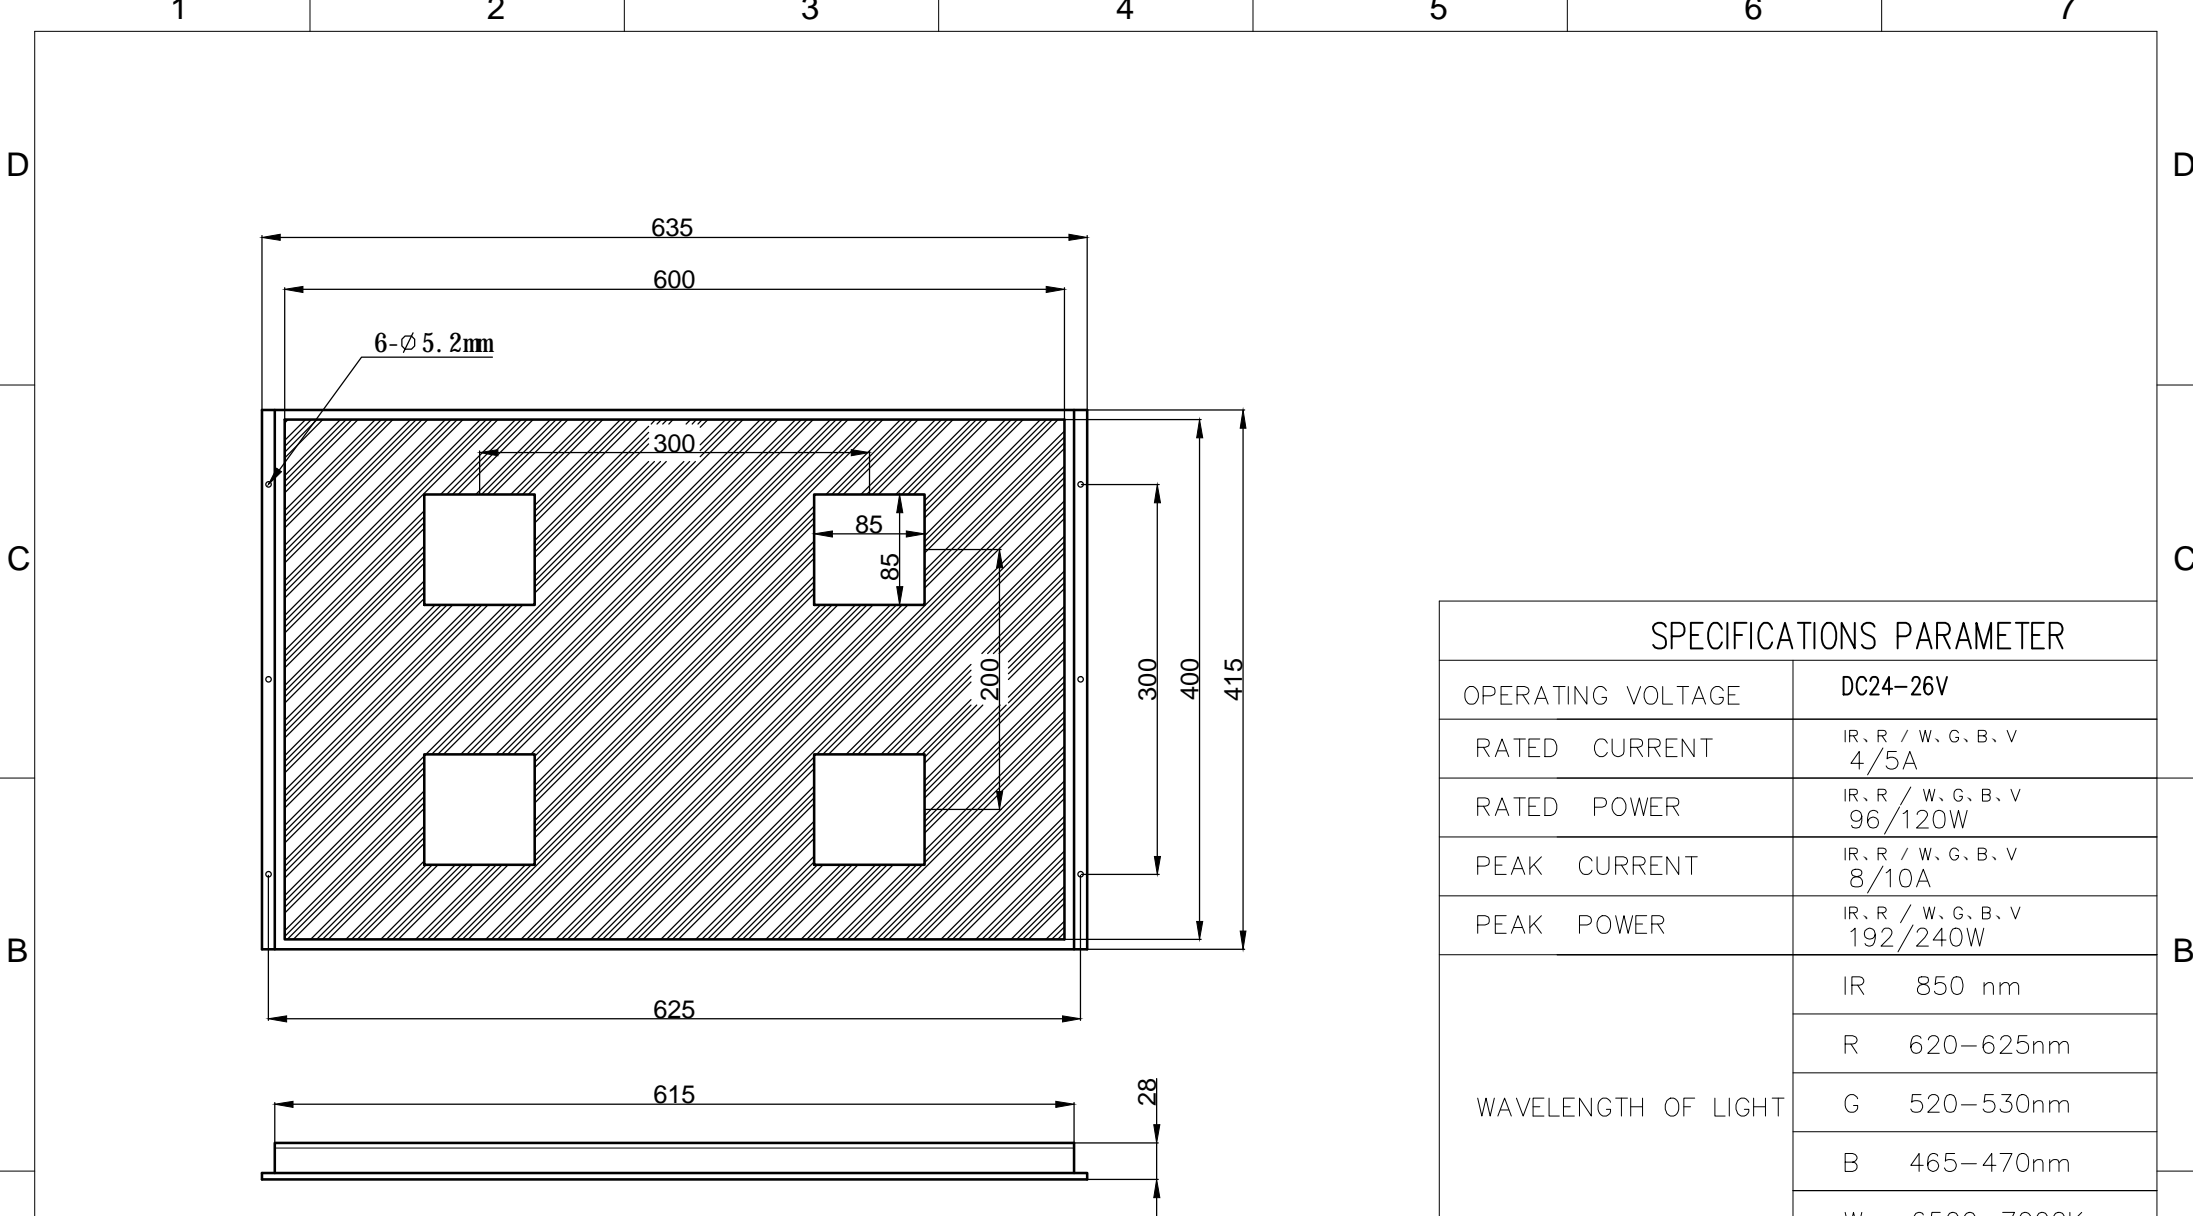 1 2 3 4 5 6 7
D D
635
600
6-∅5.2mm
300
85
85
C C
200
300
400
415
SPECIFICATIONS PARAMETER
OPERATING VOLTAGE DC24-26V
RATED CURRENT IR、R / W、G、B、V
4/5A
RATED POWER IR、R / W、G、B、V
96/120W
PEAK CURRENT IR、R / W、G、B、V
8/10A
PEAK POWER IR、R / W、G、B、V
192/240W
B B
IR 850 nm
625
R 620-625nm
615
28
WAVELENGTH OF LIGHT G 520-530nm
B 465-470nm